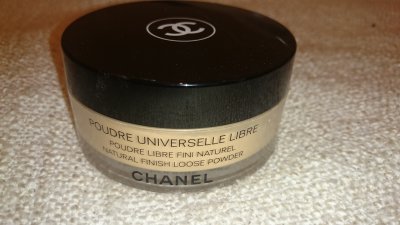 POUDRE UNIVERSELLE LIBRE
POUDRE LIBRE FINI NATUREL
NATURAL FINISH LOOSE POWDER
CHANEL